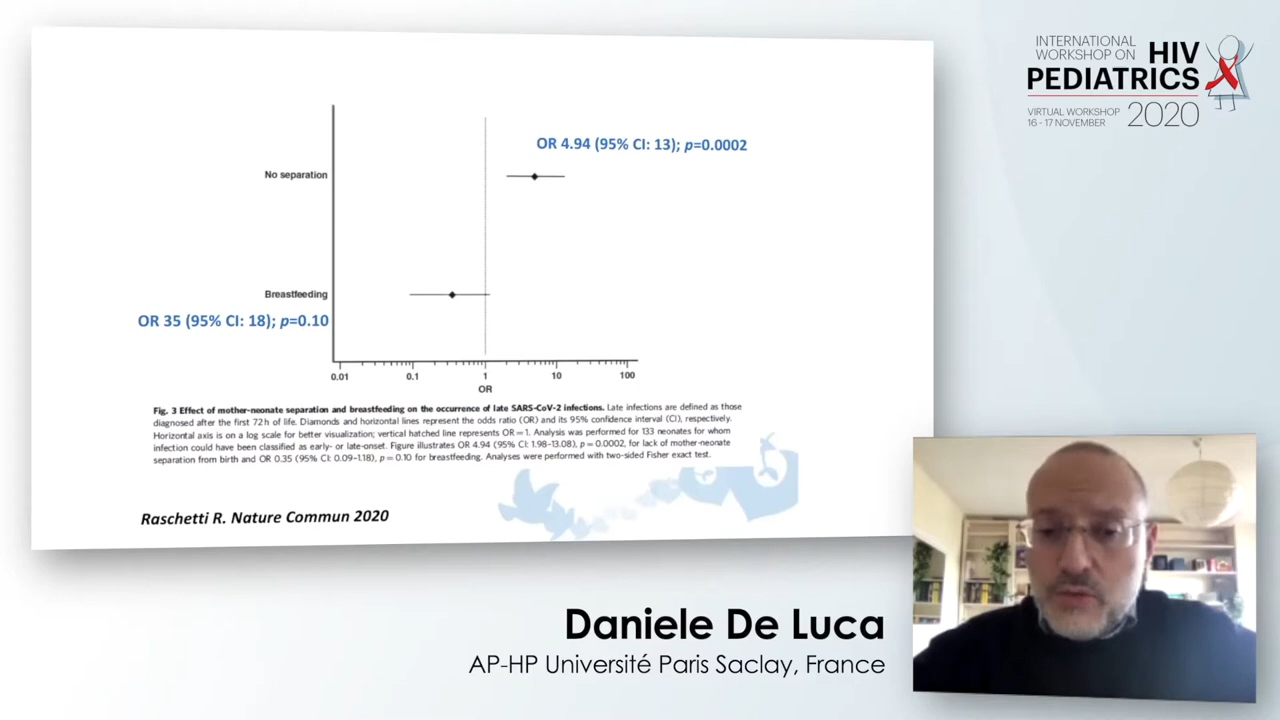 INTERNATIONAL
WORKSHOP ON
HIV
PEDIATRICS
VIRTUAL WORKSHOP
16 - 17 NOVEMBER
2020
OR 4.94 (95% CI: 13); p=0.0002
No separation
Breastfeeding
OR 35 (95% CI: 18); p=0.10
0.01 0.1 1 10 100
OR
Fig. 3 Effect of mother-neonate separation and breastfeeding on the occurrence of late SARS-CoV-2 infections. Late infections are defined as those
diagnosed after the first 72 h of life. Diamonds and horizontal lines represent the odds ratio (OR) and its 95% confidence interval (CI), respectively.
Horizontal axis is on a log scale for better visualization; vertical hatched line represents OR = 1. Analysis was performed for 133 neonates for whom
infection could have been classified as early- or late-onset. Figure illustrates OR 4.94 (95% CI: 1.98-13.08), p = 0.0002, for lack of mother-neonate
separation from birth and OR 0.35 (95% CI: 0.09-1.18), p = 0.10 for breastfeeding. Analyses were performed with two-sided Fisher exact test.
Raschetti R. Nature Commun 2020
Daniele De Luca
AP-HP Université Paris Saclay, France